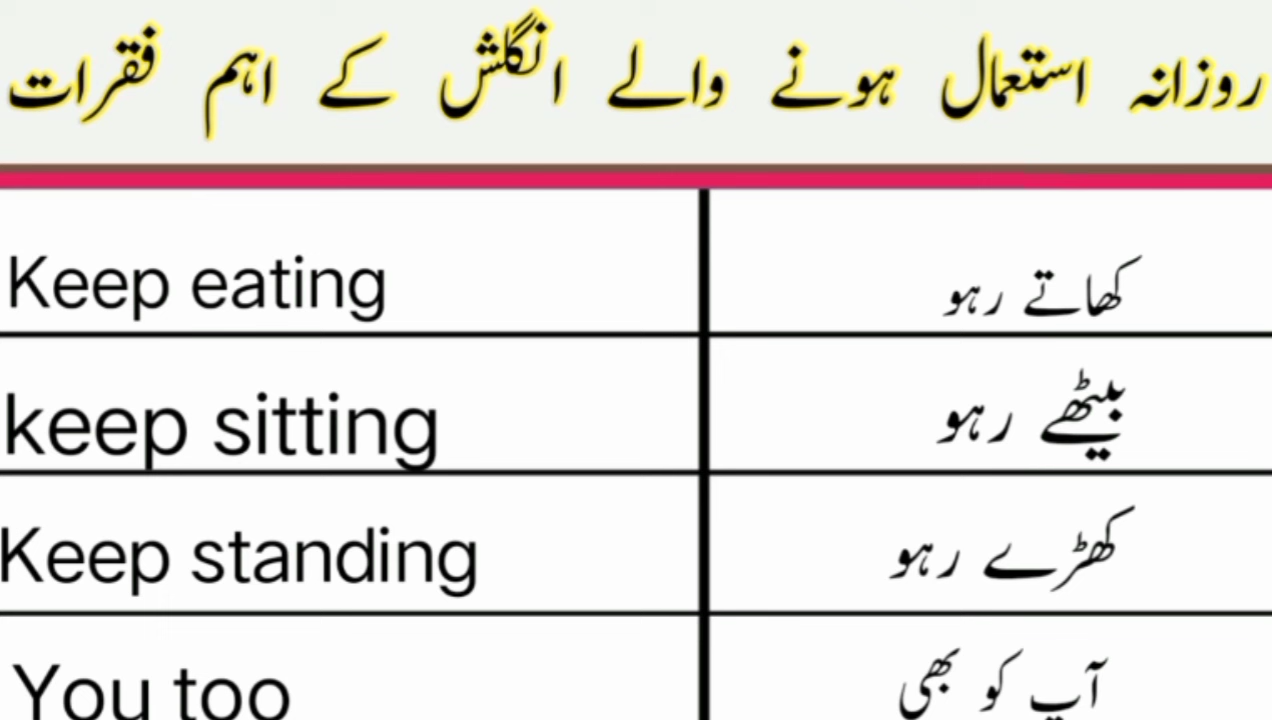 روزانہ استعمال ہونے والے انگلش کے اہم فقرات
Keep eating کھاتے رہو
keep sitting بیٹھے رہو
Keep standing کھڑے رہو
You too آپ کو بھی